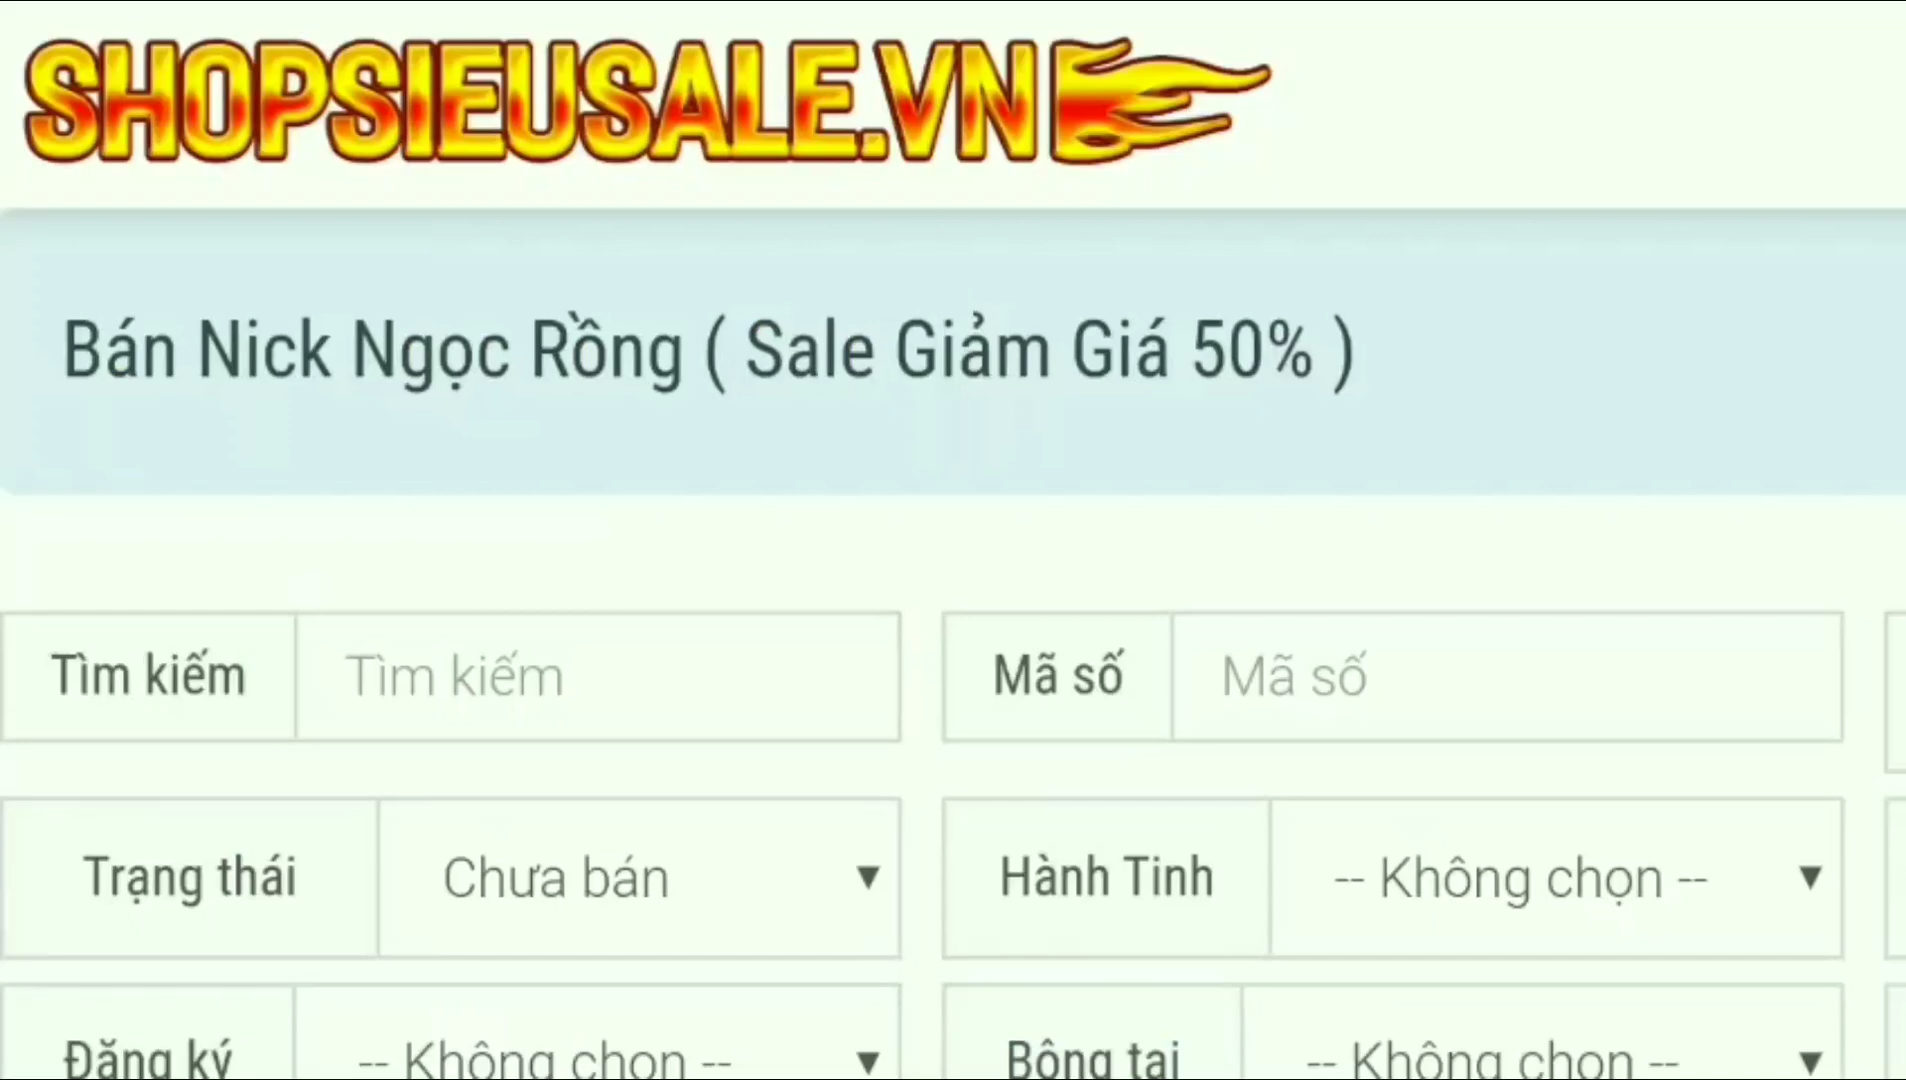 SHOPSIEUSALE.VN
Bán Nick Ngọc Rồng ( Sale Giảm Giá 50% )
Tìm kiếm Tìm kiếm Mã số Mã số
Trạng thái Chưa bán Hành Tinh -- Không chọn --
Đăng ký -- Không chọn -- Bông tai -- Không chọn --